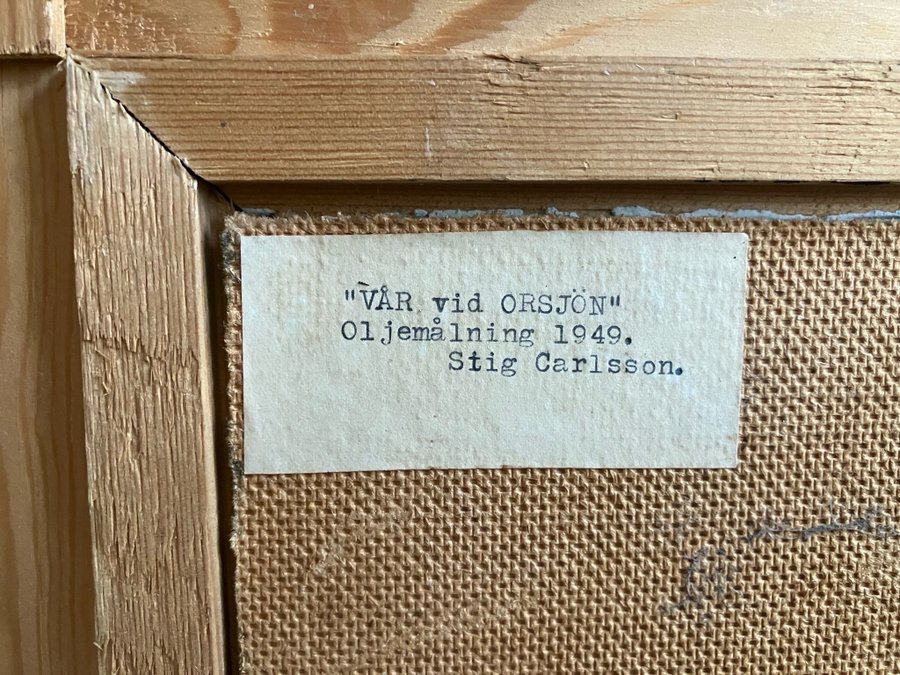 "VÅR vid ORSJÖN"
Oljemålning 1949.
Stig Carlsson.